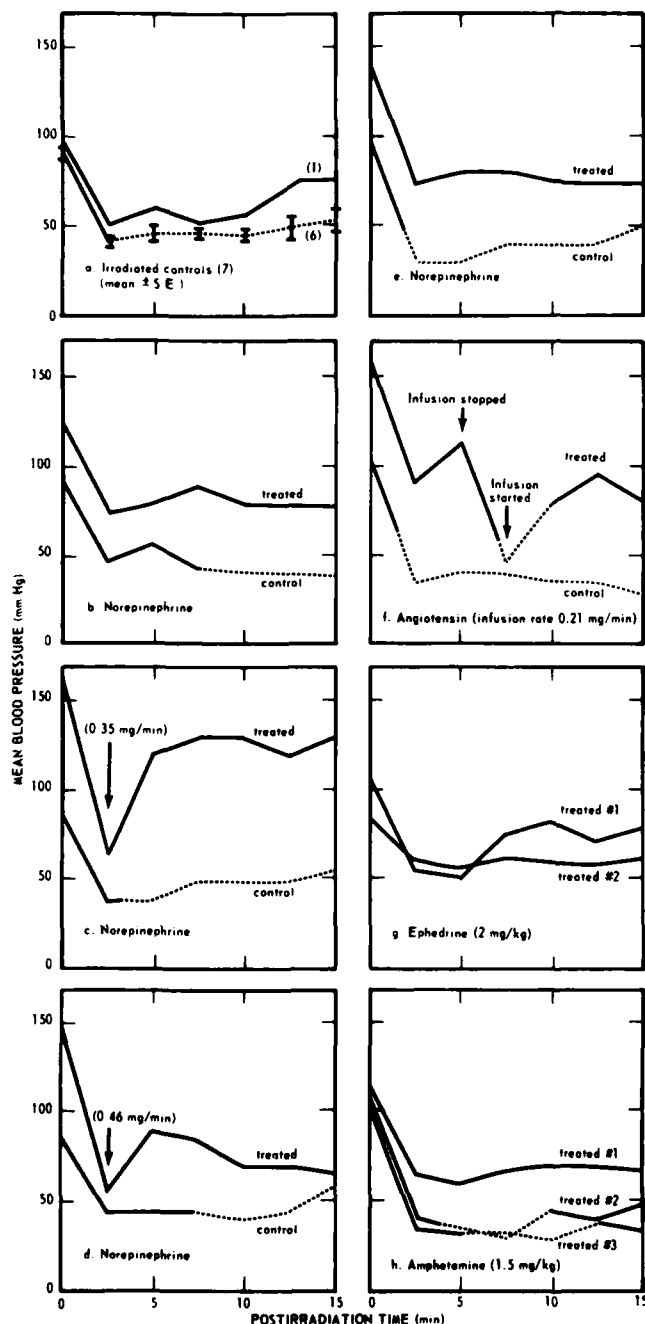 150
100
50
0
(1)
(6)
a. Irradiated controls (7)
(mean ± S E )
treated
control
e. Norepinephrine
MEAN BLOOD PRESSURE (mm Hg)
150
100
50
0
treated
control
b Norepinephrine
Infusion stopped
Infusion
started
treated
control
f. Angiotensin (infusion rate 0.21 mg/min)
150
100
50
0
(0 35 mg/min)
treated
control
c. Norepinephrine
treated #1
treated #2
g Ephedrine (2 mg/kg)
150
100
50
0
(0 46 mg/min)
treated
control
d. Norepinephrine
treated #1
treated #2
treated #3
h. Amphetamine (1.5 mg/kg)
0 5 10 15 0 5 10 15
POSTIRRADIATION TIME (min)